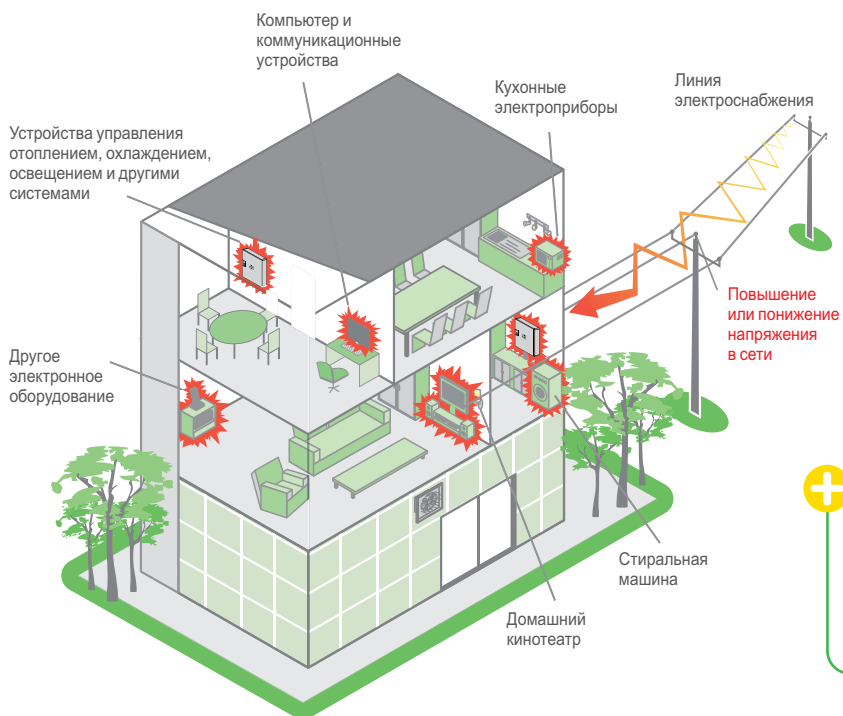 Компьютер и
коммуникационные
устройства
Кухонные
электроприборы
Линия
электроснабжения
Устройства управления
отоплением, охлаждением,
освещением и другими
системами
Повышение
или понижение
напряжения
в сети
Другое
электронное
оборудование
Стиральная
машина
Домашний
кинотеатр